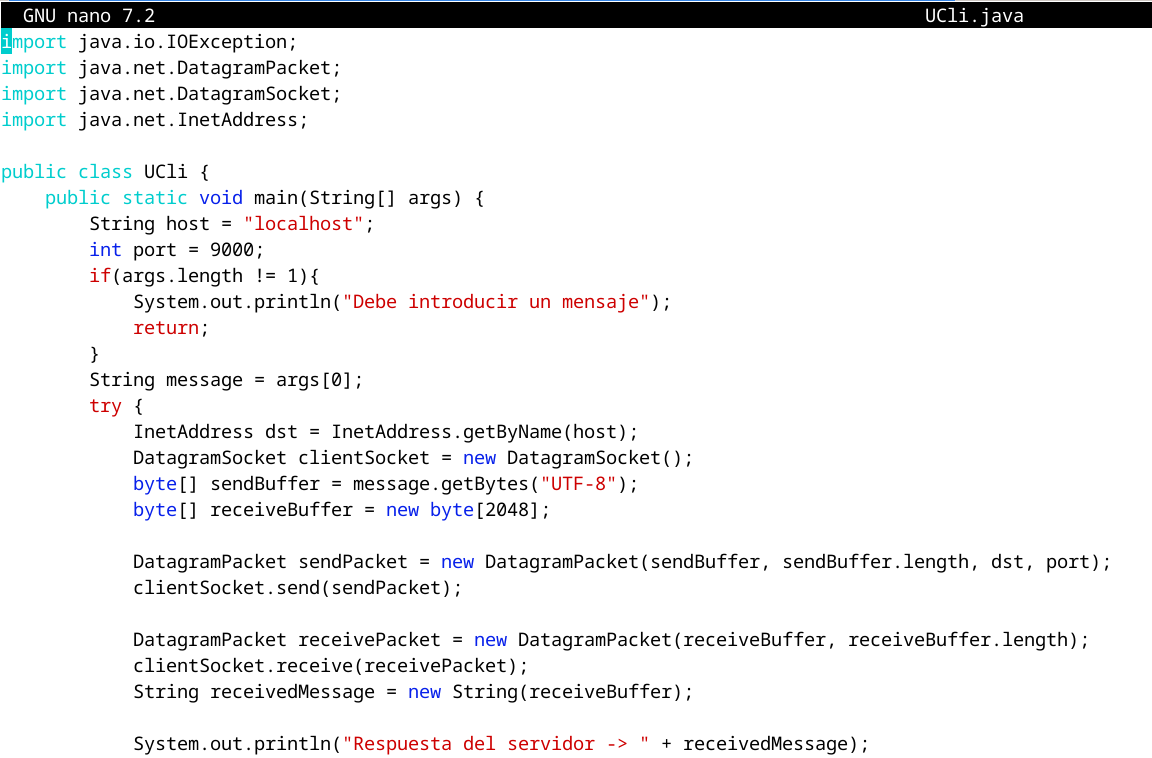 GNU nano 7.2 UCli.java
import java.io.IOException;
import java.net.DatagramPacket;
import java.net.DatagramSocket;
import java.net.InetAddress;

public class UCli {
    public static void main(String[] args) {
        String host = "localhost";
        int port = 9000;
        if(args.length != 1){
            System.out.println("Debe introducir un mensaje");
            return;
        }
        String message = args[0];
        try {
            InetAddress dst = InetAddress.getByName(host);
            DatagramSocket clientSocket = new DatagramSocket();
            byte[] sendBuffer = message.getBytes("UTF-8");
            byte[] receiveBuffer = new byte[2048];

            DatagramPacket sendPacket = new DatagramPacket(sendBuffer, sendBuffer.length, dst, port);
            clientSocket.send(sendPacket);

            DatagramPacket receivePacket = new DatagramPacket(receiveBuffer, receiveBuffer.length);
            clientSocket.receive(receivePacket);
            String receivedMessage = new String(receiveBuffer);

            System.out.println("Respuesta del servidor -> " + receivedMessage);